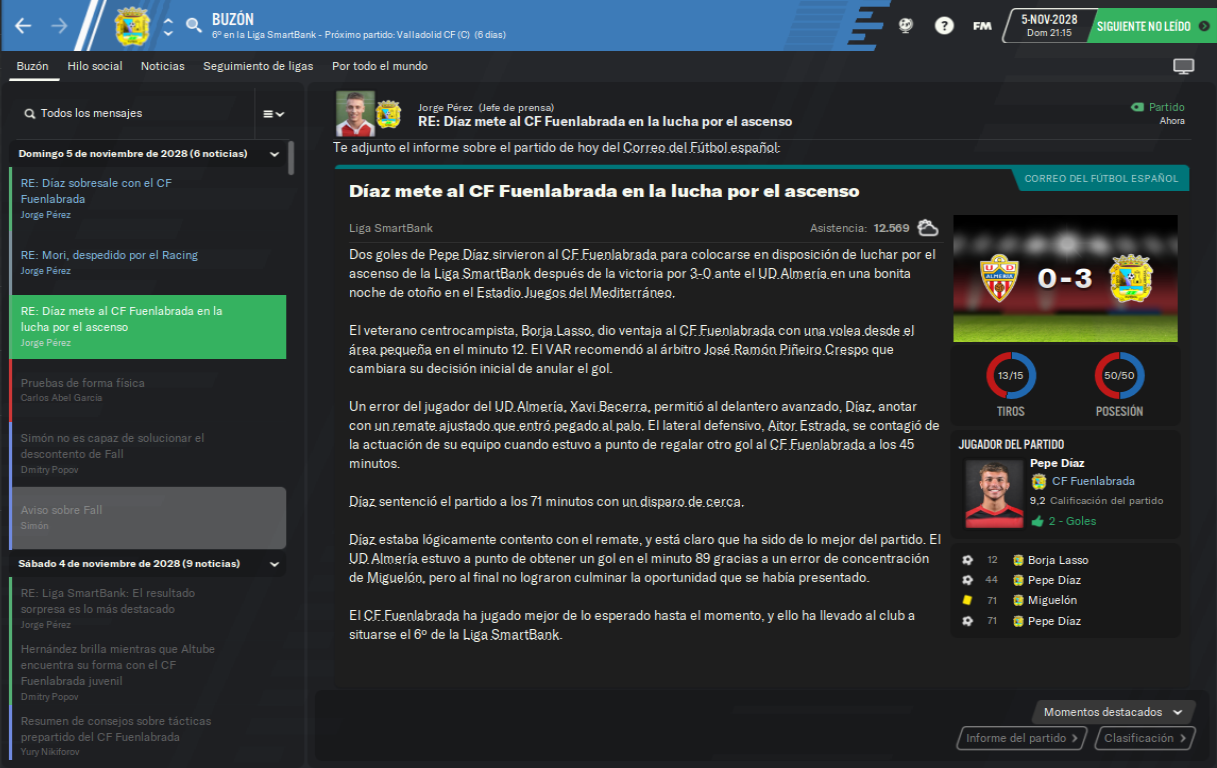 BUZÓN
6º en la Liga SmartBank - Próximo partido: Valladolid CF (C) (6 días)
?
FM
5-NOV-2028
Dom 21:15
SIGUIENTE NO LEÍDO
Buzón
Hilo social
Noticias
Seguimiento de ligas
Por todo el mundo
Todos los mensajes
Domingo 5 de noviembre de 2028 (6 noticias)
RE: Díaz sobresale con el CF
Fuenlabrada
Jorge Pérez
RE: Mori, despedido por el Racing
Jorge Pérez
RE: Díaz mete al CF Fuenlabrada en la
lucha por el ascenso
Jorge Pérez
Pruebas de forma física
Carlos Abel García
Simón no es capaz de solucionar el
descontento de Fall
Dmitry Popov
Aviso sobre Fall
Simón
Sábado 4 de noviembre de 2028 (9 noticias)
RE: Liga SmartBank: El resultado
sorpresa es lo más destacado
Jorge Pérez
Hernández brilla mientras que Altube
encuentra su forma con el CF
Fuenlabrada juvenil
Dmitry Popov
Resumen de consejos sobre tácticas
prepartido del CF Fuenlabrada
Yury Nikiforov
Jorge Pérez (Jefe de prensa)
RE: Díaz mete al CF Fuenlabrada en la lucha por el ascenso
Partido
Ahora
Te adjunto el informe sobre el partido de hoy del Correo del Fútbol español:
CORREO DEL FÚTBOL ESPAÑOL
Díaz mete al CF Fuenlabrada en la lucha por el ascenso
Liga SmartBank
Asistencia: 12.569
Dos goles de Pepe Díaz sirvieron al CF Fuenlabrada para colocarse en disposición de luchar por el
ascenso de la Liga SmartBank después de la victoria por 3-0 ante el UD Almería en una bonita
noche de otoño en el Estadio Juegos del Mediterráneo.
El veterano centrocampista, Borja Lasso, dio ventaja al CF Fuenlabrada con una volea desde el
área pequeña en el minuto 12. El VAR recomendó al árbitro José Ramón Piñeiro Crespo que
cambiara su decisión inicial de anular el gol.
Un error del jugador del UD Almería, Xavi Becerra, permitió al delantero avanzado, Díaz, anotar
con un remate ajustado que entró pegado al palo. El lateral defensivo, Aitor Estrada, se contagió de
la actuación de su equipo cuando estuvo a punto de regalar otro gol al CF Fuenlabrada a los 45
minutos.
Díaz sentenció el partido a los 71 minutos con un disparo de cerca.
Díaz estaba lógicamente contento con el remate, y está claro que ha sido de lo mejor del partido. El
UD Almería estuvo a punto de obtener un gol en el minuto 89 gracias a un error de concentración
de Miguelón, pero al final no lograron culminar la oportunidad que se había presentado.
El CF Fuenlabrada ha jugado mejor de lo esperado hasta el momento, y ello ha llevado al club a
situarse el 6º de la Liga SmartBank.
ALMERIA
0-3
13/15
TIROS
50/50
POSESIÓN
JUGADOR DEL PARTIDO
Pepe Díaz
CF Fuenlabrada
9,2 Calificación del partido
2 - Goles
12 Borja Lasso
44 Pepe Díaz
71 Miguelón
71 Pepe Díaz
Momentos destacados
Informe del partido
Clasificación